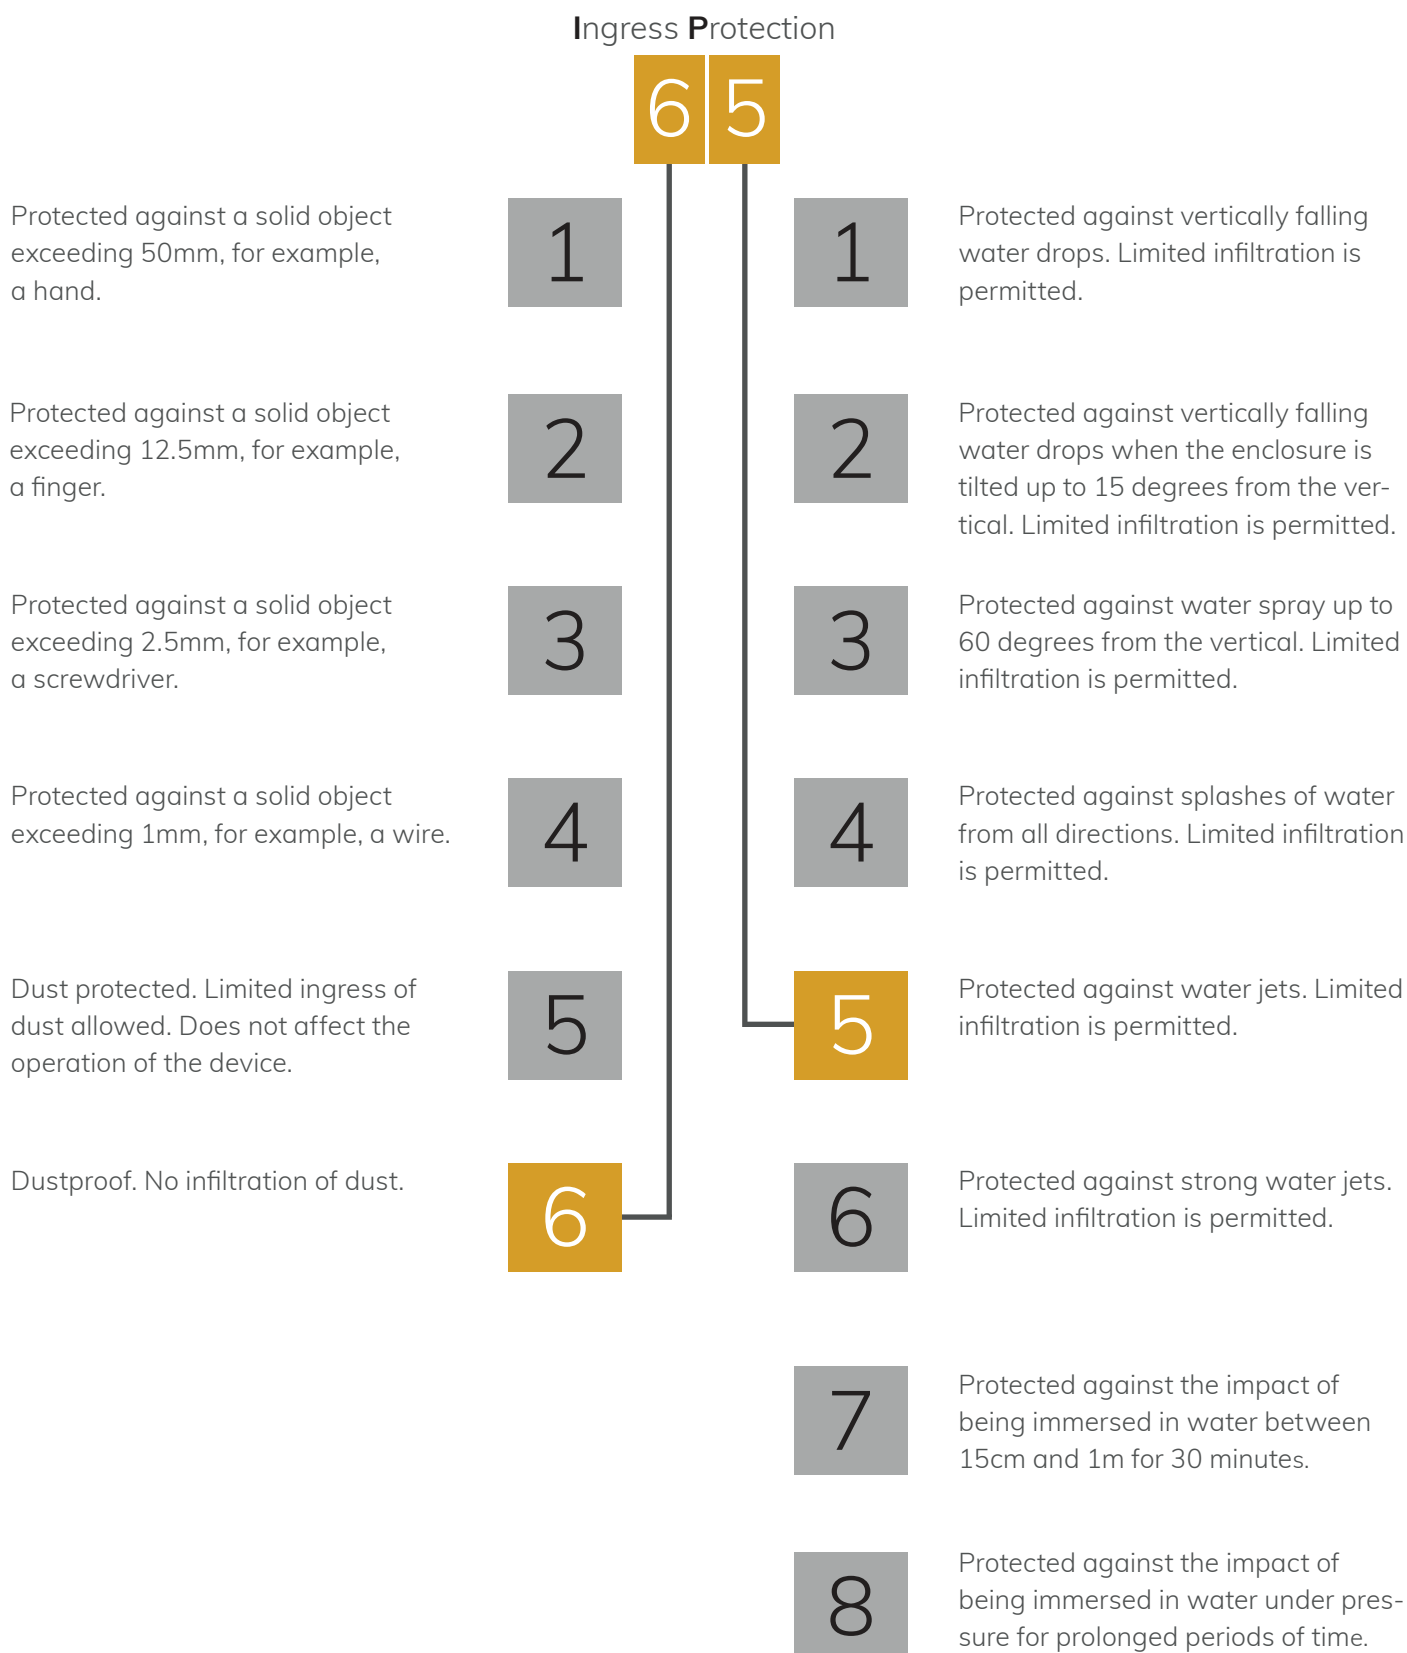 Ingress Protection
6 5
Protected against a solid object
exceeding 50mm, for example,
a hand.
1
1
Protected against vertically falling
water drops. Limited infiltration is
permitted.
Protected against a solid object
exceeding 12.5mm, for example,
a finger.
2
2
Protected against vertically falling
water drops when the enclosure is
tilted up to 15 degrees from the ver-
tical. Limited infiltration is permitted.
Protected against a solid object
exceeding 2.5mm, for example,
a screwdriver.
3
3
Protected against water spray up to
60 degrees from the vertical. Limited
infiltration is permitted.
Protected against a solid object
exceeding 1mm, for example, a wire.
4
4
Protected against splashes of water
from all directions. Limited infiltration
is permitted.
Dust protected. Limited ingress of
dust allowed. Does not affect the
operation of the device.
5
5
Protected against water jets. Limited
infiltration is permitted.
Dustproof. No infiltration of dust.
6
6
Protected against strong water jets.
Limited infiltration is permitted.
7
Protected against the impact of
being immersed in water between
15cm and 1m for 30 minutes.
8
Protected against the impact of
being immersed in water under pres-
sure for prolonged periods of time.